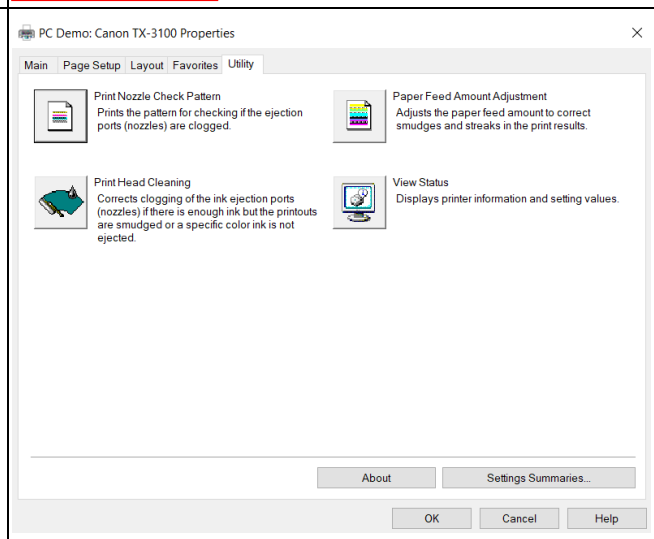 PC Demo: Canon TX-3100 Properties
Main Page Setup Layout Favorites Utility
Print Nozzle Check Pattern
Prints the pattern for checking if the ejection
ports (nozzles) are clogged.
Paper Feed Amount Adjustment
Adjusts the paper feed amount to correct
smudges and streaks in the print results.
Print Head Cleaning
Corrects clogging of the ink ejection ports
(nozzles) if there is enough ink but the printouts
are smudged or a specific color ink is not
ejected.
View Status
Displays printer information and setting values.
About
Settings Summaries...
OK
Cancel
Help